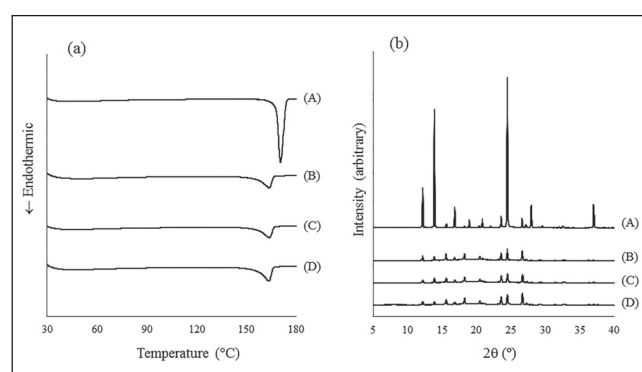 (a)
← Endothermic
(A)
(B)
(C)
(D)
30 60 90 120 150 180
Temperature (°C)
(b)
Intensity (arbitrary)
(A)
(B)
(C)
(D)
5 10 15 20 25 30 35 40
2θ (°)